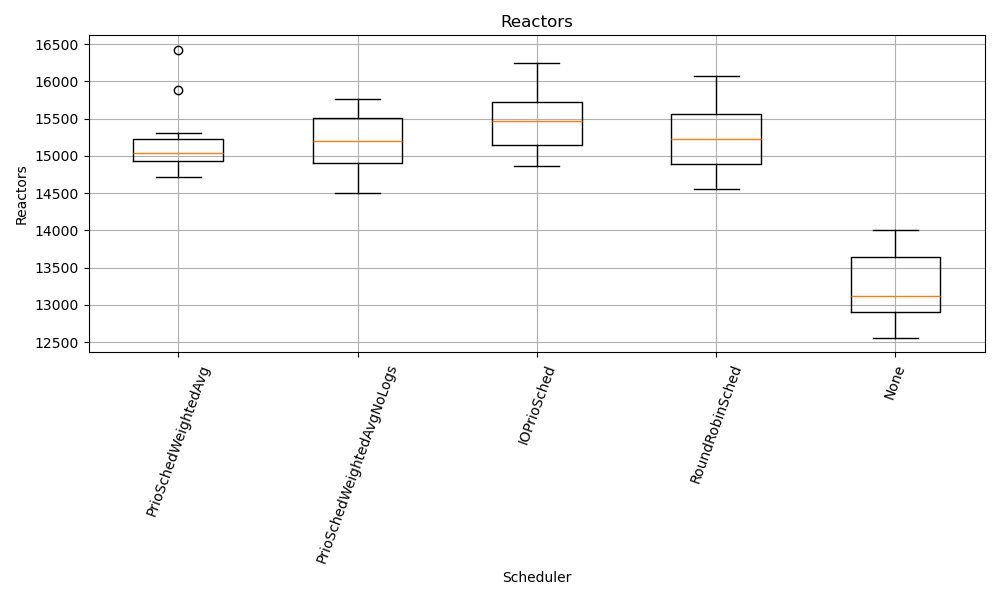 Reactors
16500
16000
15500
15000
14500
14000
13500
13000
12500
Reactors
PrioSchedWeightedAvg
PrioSchedWeightedAvgNoLogs
IOPrioSched
RoundRobinSched
None
Scheduler